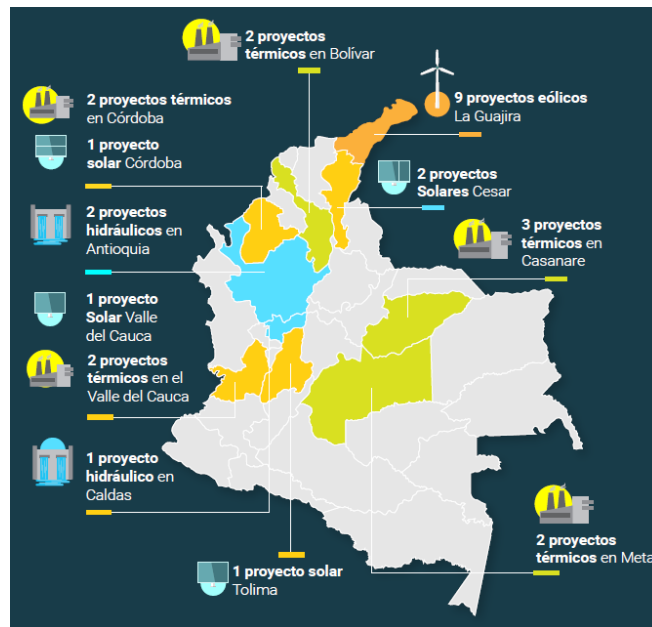 2 proyectos
térmicos en Bolívar
2 proyectos térmicos
en Córdoba
9 proyectos eólicos
La Guajira
1 proyecto
solar Córdoba
2 proyectos
Solares Cesar
2 proyectos
hidráulicos en
Antioquia
3 proyectos
térmicos en
Casanare
1 proyecto
Solar Valle
del Cauca
2 proyectos
térmicos en el
Valle del Cauca
1 proyecto
hidráulico en
Caldas
2 proyectos
térmicos en Meta
1 proyecto solar
Tolima